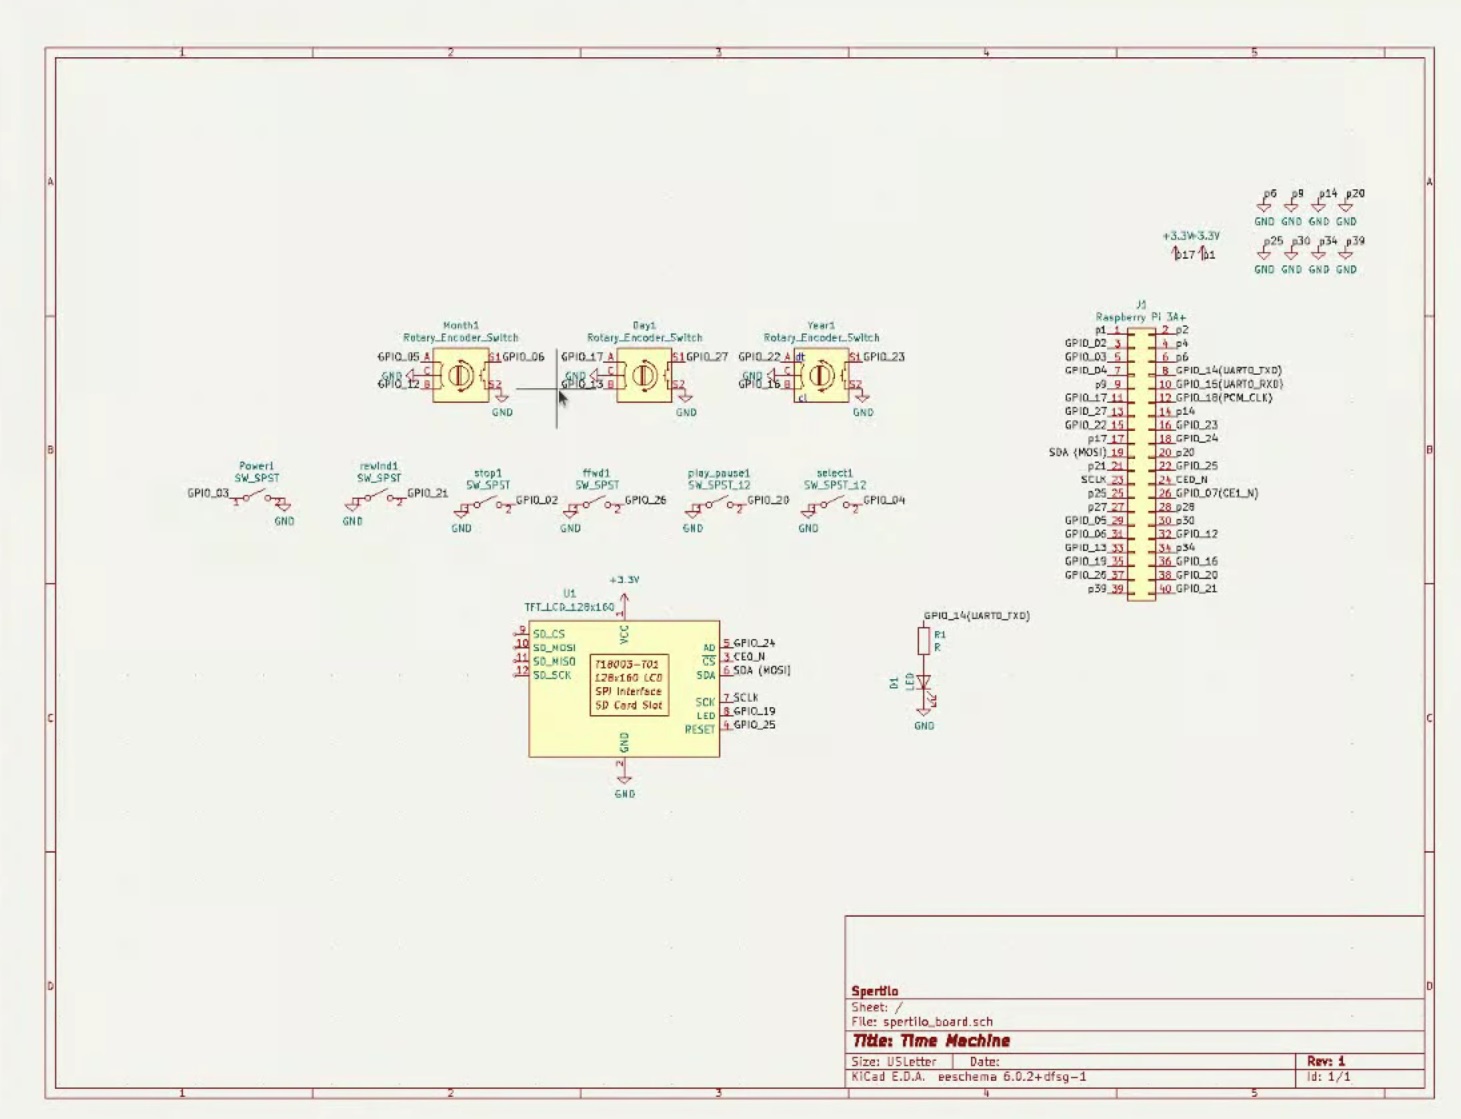 1 2 3 4 5
A A
p6 p9 p14 p20
GND GND GND GND
+3.3V +3.3V
p17 p1
p25 p30 p34 p39
GND GND GND GND
Month1
Rotary_Encoder_Switch
GPIO_05 A S1 GPIO_06
GND C
GPIO_12 B S2
GND
Day1
Rotary_Encoder_Switch
GPIO_17 A S1 GPIO_27
GND C
GPIO_13 B S2
GND
Year1
Rotary_Encoder_Switch
GPIO_22 A dt S1 GPIO_23
GND C
GPIO_16 B S2
cl
GND
J1
Raspberry Pi 3A+
p1 1 2 p2
GPIO_02 3 4 p4
GPIO_03 5 6 p6
GPIO_04 7 8 GPIO_14(UART0_TXD)
p9 9 10 GPIO_15(UART0_RXD)
GPIO_17 11 12 GPIO_18(PCM_CLK)
GPIO_27 13 14 p14
GPIO_22 15 16 GPIO_23
p17 17 18 GPIO_24
SDA (MOSI) 19 20 p20
p21 21 22 GPIO_25
SCLK 23 24 CE0_N
p25 25 26 GPIO_07(CE1_N)
p27 27 28 p28
GPIO_05 29 30 p30
GPIO_06 31 32 GPIO_12
GPIO_13 33 34 p34
GPIO_19 35 36 GPIO_16
GPIO_26 37 38 GPIO_20
p39 39 40 GPIO_21
B B
Power1
SW_SPST
GPIO_03 1
GND
rewind1
SW_SPST
2 GPIO_21
GND
stop1
SW_SPST
2 GPIO_02
GND
ffwd1
SW_SPST
2 GPIO_26
GND
play_pause1
SW_SPST_12
2 GPIO_20
GND
select1
SW_SPST_12
2 GPIO_04
GND
+3.3V
U1
TFT_LCD_128x160
1
VCC
9 SD_CS
10 SD_MOSI
11 SD_MISO
12 SD_SCK
T18003-T01
128x160 LCD
SPI Interface
SD Card Slot
AO 5 GPIO_24
CS 3 CE0_N
SDA 6 SDA (MOSI)
SCK 7 SCLK
LED 8 GPIO_19
RESET 4 GPIO_25
GND
2
GND
GPIO_14(UART0_TXD)
R1
R
D1
LED
GND
C C
D D
Spertilo
Sheet: /
File: spertilo_board.sch
Title: Time Machine
Size: USLetter Date: Rev: 1
KiCad E.D.A. eeschema 6.0.2+dfsg-1 Id: 1/1
1 2 3 4 5